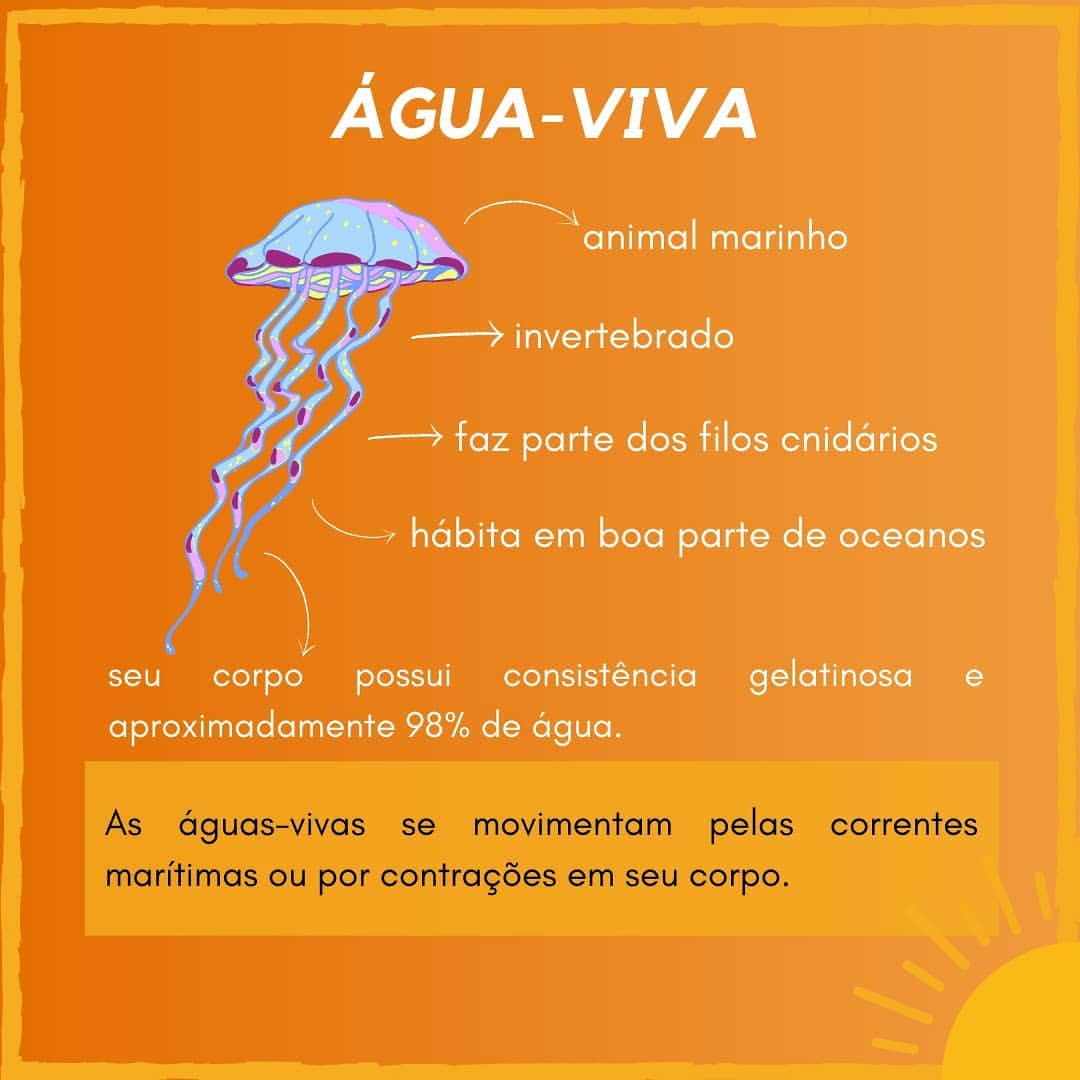 ÁGUA-VIVA
animal marinho
invertebrado
faz parte dos filos cnidários
hábita em boa parte de oceanos
seu corpo possui consistência gelatinosa e
aproximadamente 98% de água.
As águas-vivas se movimentam pelas correntes
marítimas ou por contrações em seu corpo.